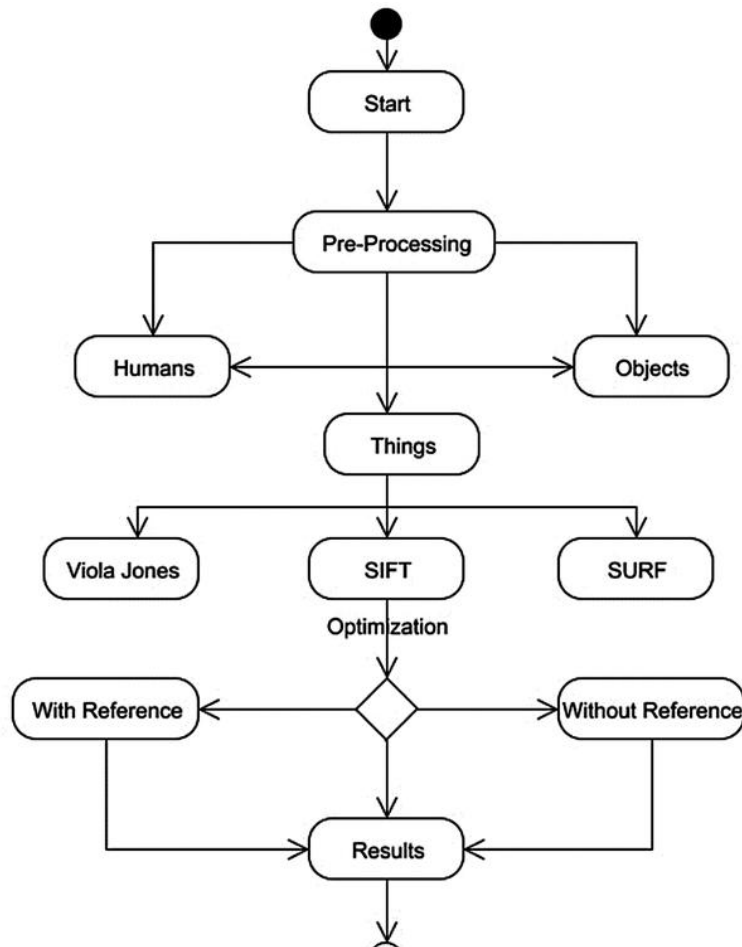 Start
Pre-Processing
Humans
Objects
Things
Viola Jones
SIFT
SURF
Optimization
With Reference
Without Reference
Results